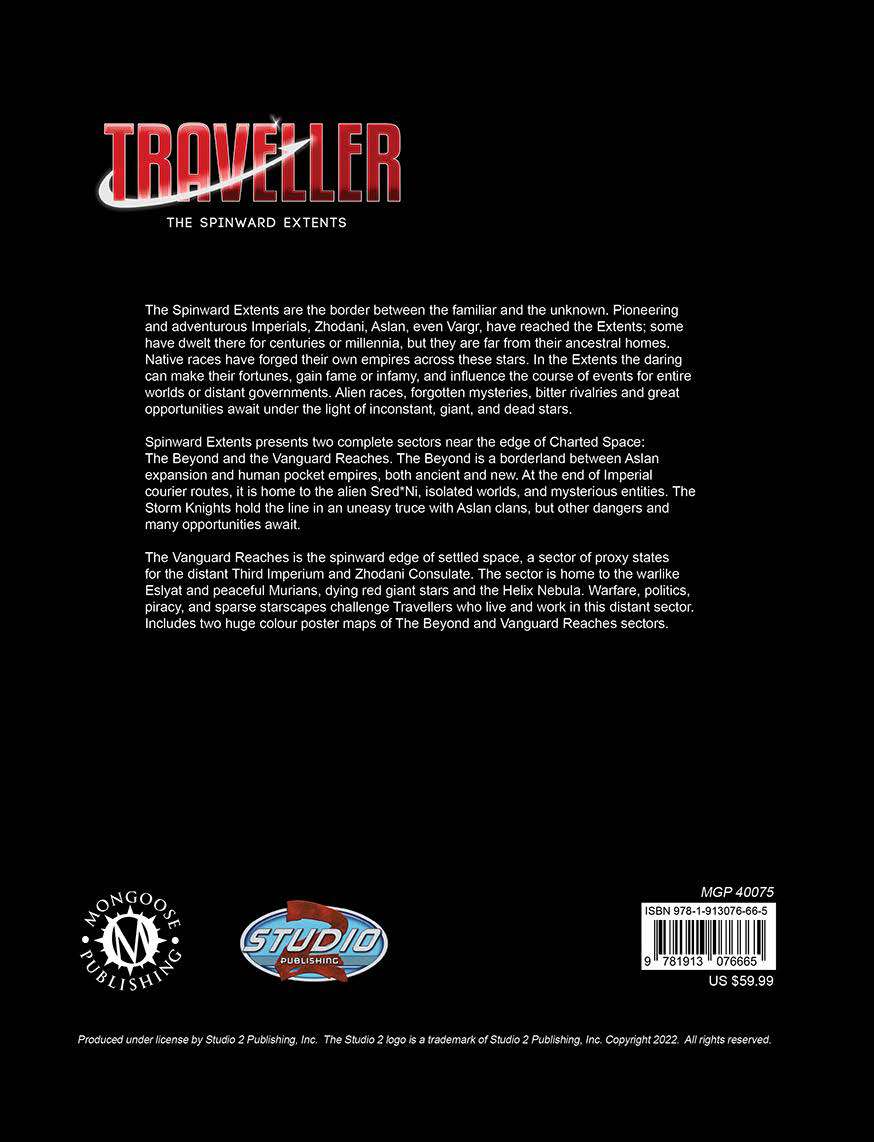 TRAVELLER
THE SPINWARD EXTENTS
The Spinward Extents are the border between the familiar and the unknown. Pioneering
and adventurous Imperials, Zhodani, Aslan, even Vargr, have reached the Extents; some
have dwelt there for centuries or millennia, but they are far from their ancestral homes.
Native races have forged their own empires across these stars. In the Extents the daring
can make their fortunes, gain fame or infamy, and influence the course of events for entire
worlds or distant governments. Alien races, forgotten mysteries, bitter rivalries and great
opportunities await under the light of inconstant, giant, and dead stars.
Spinward Extents presents two complete sectors near the edge of Charted Space:
The Beyond and the Vanguard Reaches. The Beyond is a borderland between Aslan
expansion and human pocket empires, both ancient and new. At the end of Imperial
courier routes, it is home to the alien Sred*Ni, isolated worlds, and mysterious entities. The
Storm Knights hold the line in an uneasy truce with Aslan clans, but other dangers and
many opportunities await.
The Vanguard Reaches is the spinward edge of settled space, a sector of proxy states
for the distant Third Imperium and Zhodani Consulate. The sector is home to the warlike
Eslyat and peaceful Murians, dying red giant stars and the Helix Nebula. Warfare, politics,
piracy, and sparse starscapes challenge Travellers who live and work in this distant sector.
Includes two huge colour poster maps of The Beyond and Vanguard Reaches sectors.
MONGOOSE
M
PUBLISHING
2
STUDIO
PUBLISHING
MGP 40075
ISBN 978-1-913076-66-5
9 781913 076665
US $59.99
Produced under license by Studio 2 Publishing, Inc. The Studio 2 logo is a trademark of Studio 2 Publishing, Inc. Copyright 2022. All rights reserved.